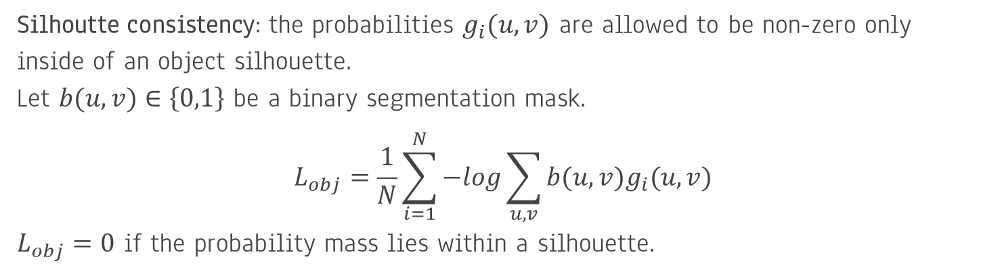 Silhoutte consistency: the probabilities g_i(u, v) are allowed to be non-zero only
inside of an object silhouette.
Let b(u, v) ∈ {0,1} be a binary segmentation mask.
L_{obj} = \frac{1}{N} \sum_{i=1}^{N} -log \sum_{u,v} b(u, v)g_i(u, v)
L_{obj} = 0 if the probability mass lies within a silhouette.